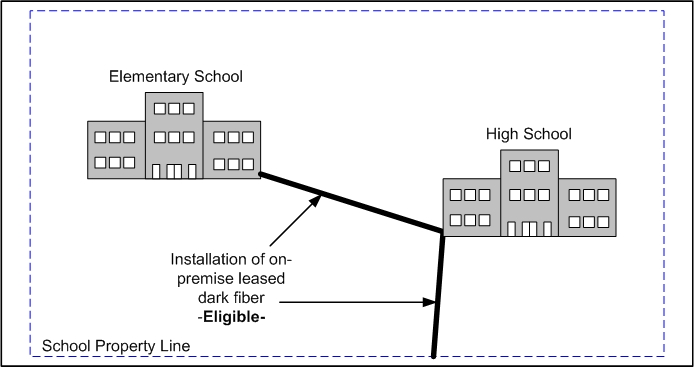 Elementary School
High School
Installation of on-
premise leased
dark fiber
-Eligible-
School Property Line